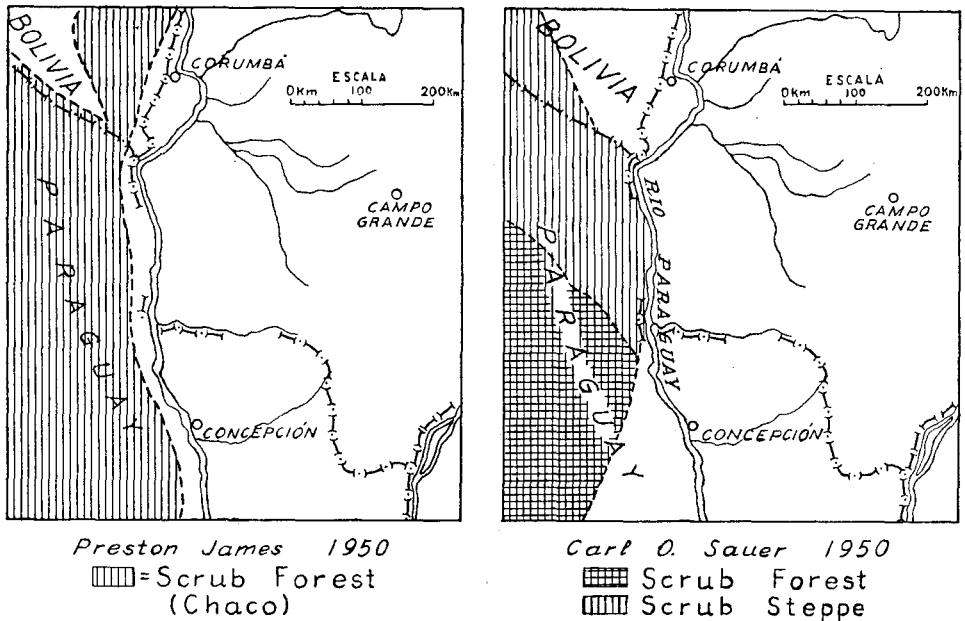 BOLIVIA
CORUMBÁ
ESCALA
0Km 100 200Km
PARAGUAY
CAMPO
GRANDE
CONCEPCIÓN
Preston James 1950
=Scrub Forest
(Chaco)
BOLIVIA
CORUMBÁ
ESCALA
0Km 100 200Km
RIO PARAGUAY
CAMPO
GRANDE
PARAGUAY
CONCEPCIÓN
Carl O. Sauer 1950
Scrub Forest
Scrub Steppe